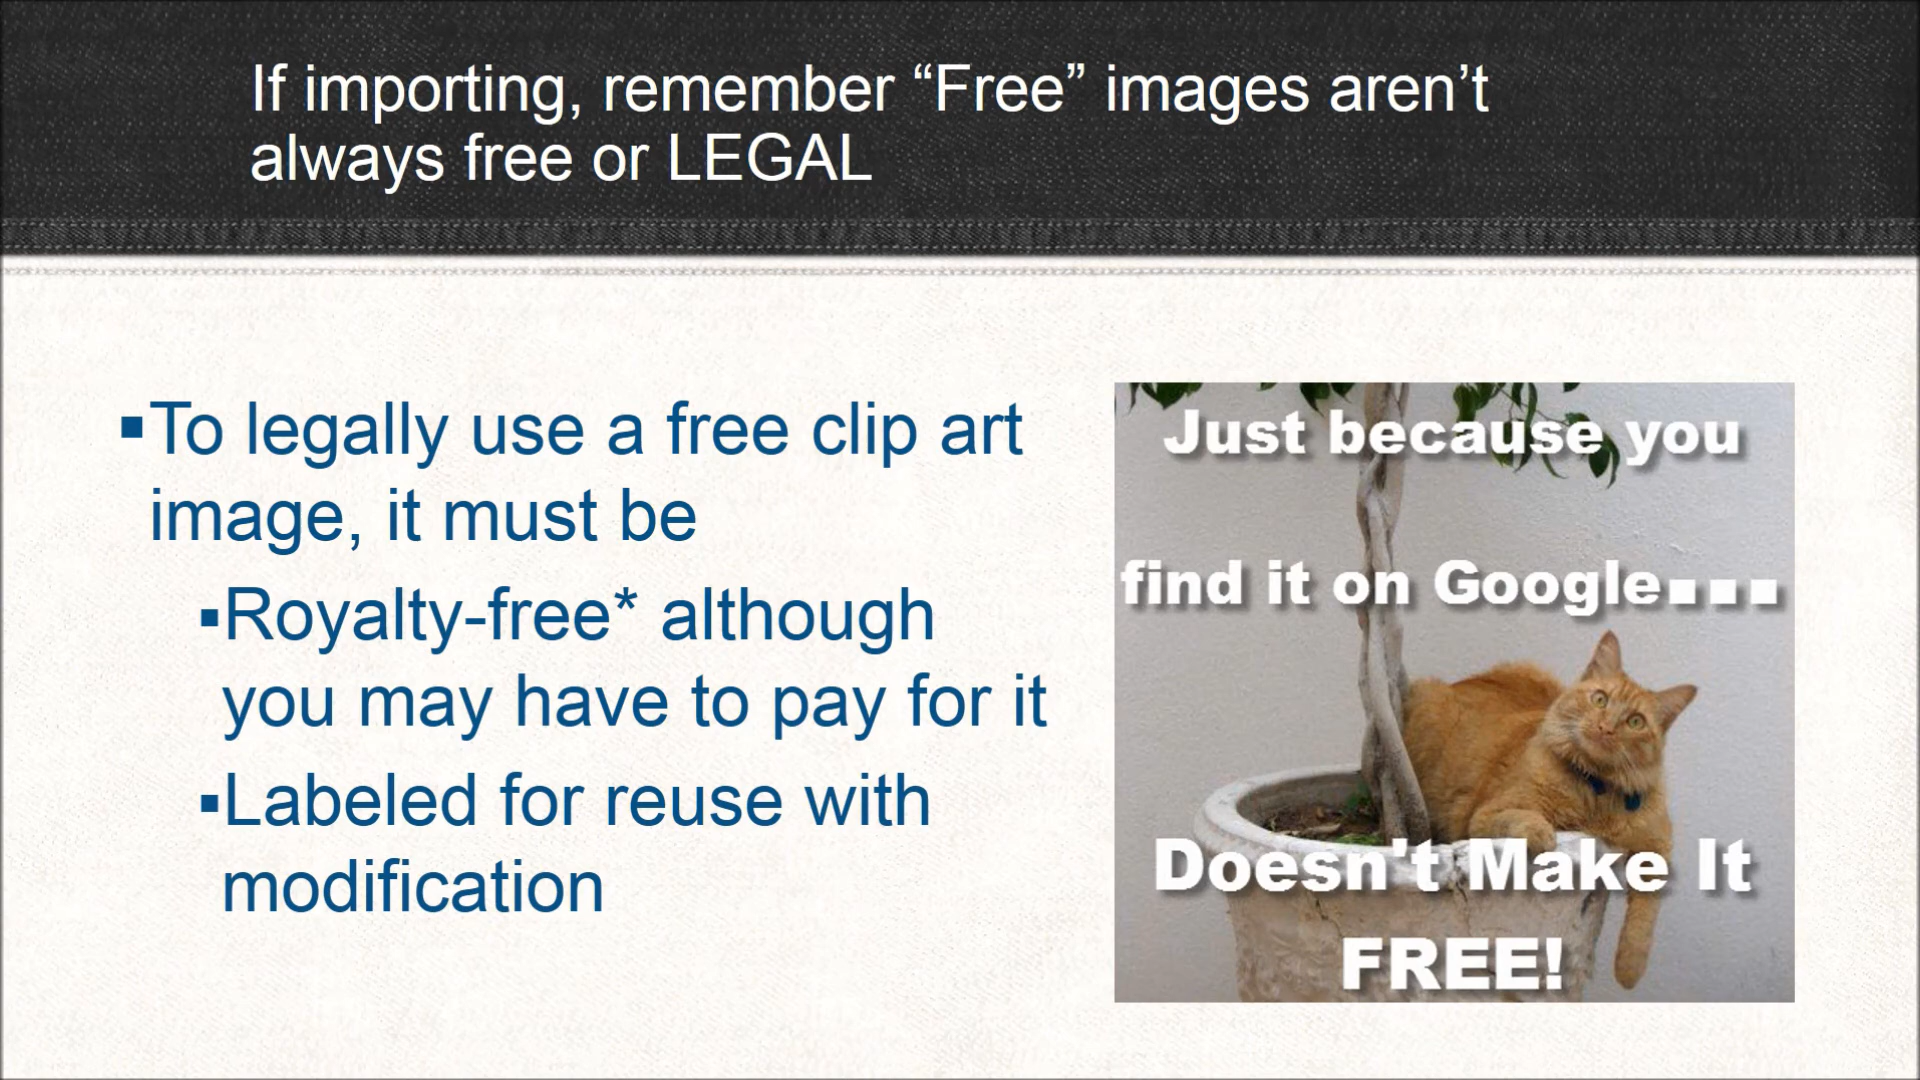 If importing, remember “Free” images aren’t
always free or LEGAL
▪To legally use a free clip art
image, it must be
▪Royalty-free* although
you may have to pay for it
▪Labeled for reuse with
modification
Just because you
find it on Google...
Doesn't Make It
FREE!